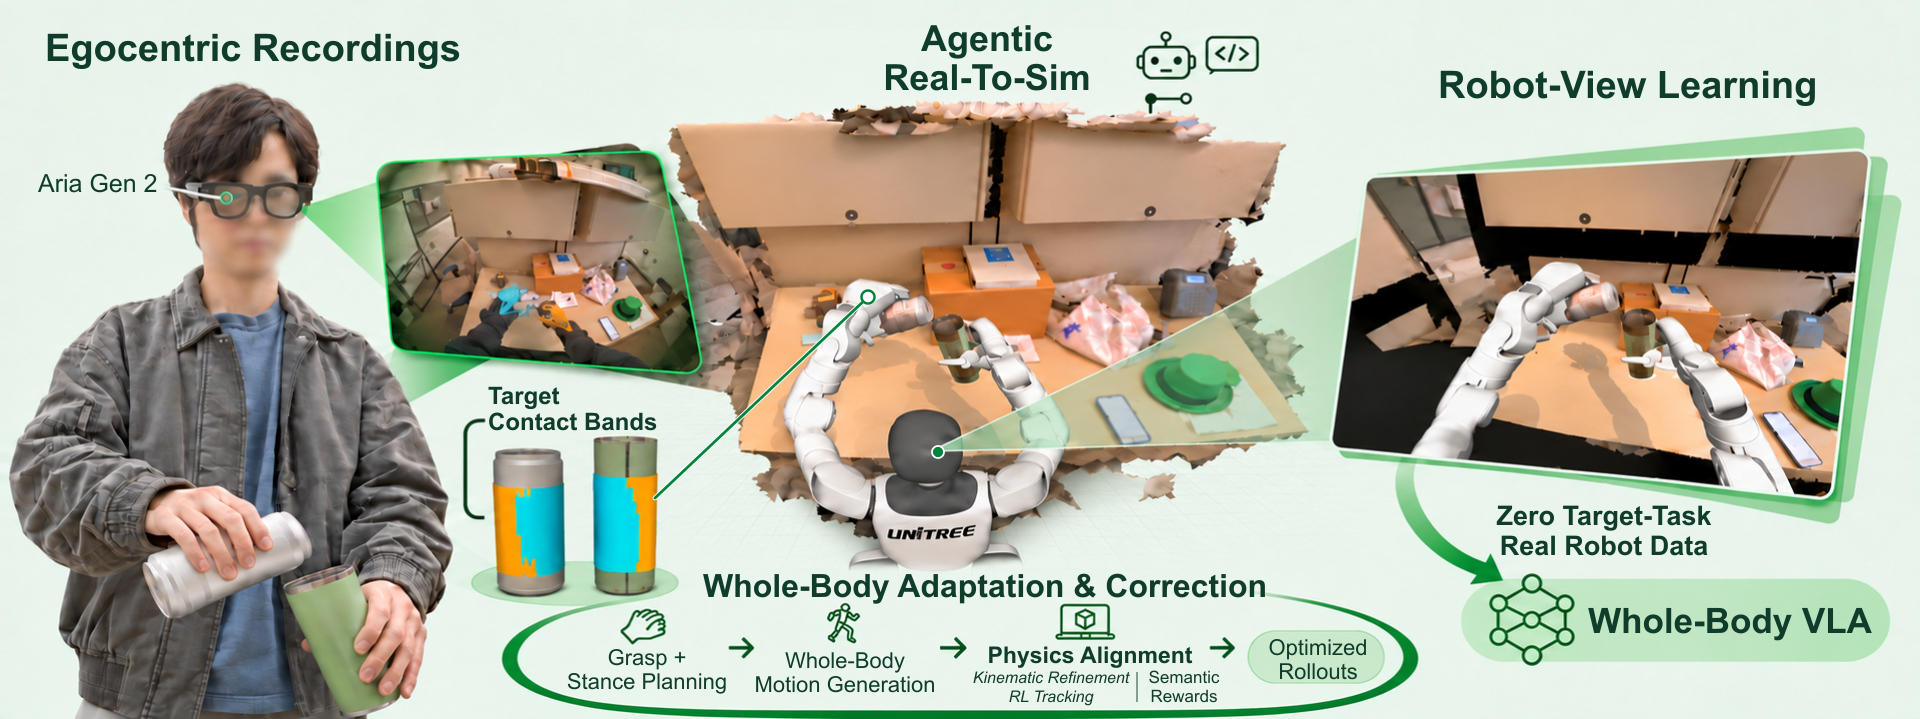 Egocentric Recordings
Aria Gen 2
Agentic
Real-To-Sim
</>
Robot-View Learning
Target
Contact Bands
UNITREE
Zero Target-Task
Real Robot Data
Whole-Body VLA
Whole-Body Adaptation & Correction
Grasp +
Stance Planning
Whole-Body
Motion Generation
Physics Alignment
Kinematic Refinement
RL Tracking
Semantic
Rewards
Optimized
Rollouts